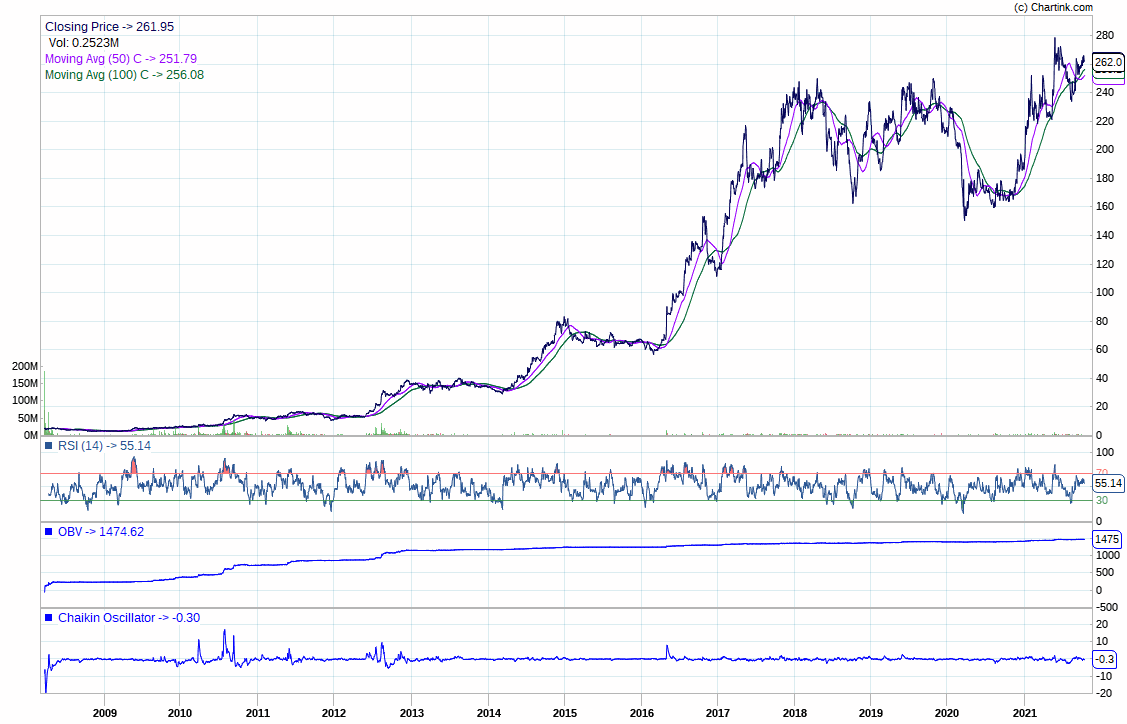 (c) Chartink.com
Closing Price -> 261.95
Vol: 0.2523M
Moving Avg (50) C -> 251.79
Moving Avg (100) C -> 256.08
280
262.0
240
220
200
180
160
140
120
100
80
60
40
20
0
200M
150M
100M
50M
0M
RSI (14) -> 55.14
100
70
55.14
30
0
OBV -> 1474.62
1475
1000
500
0
-500
Chaikin Oscillator -> -0.30
20
10
-0.3
-10
-20
2009 2010 2011 2012 2013 2014 2015 2016 2017 2018 2019 2020 2021